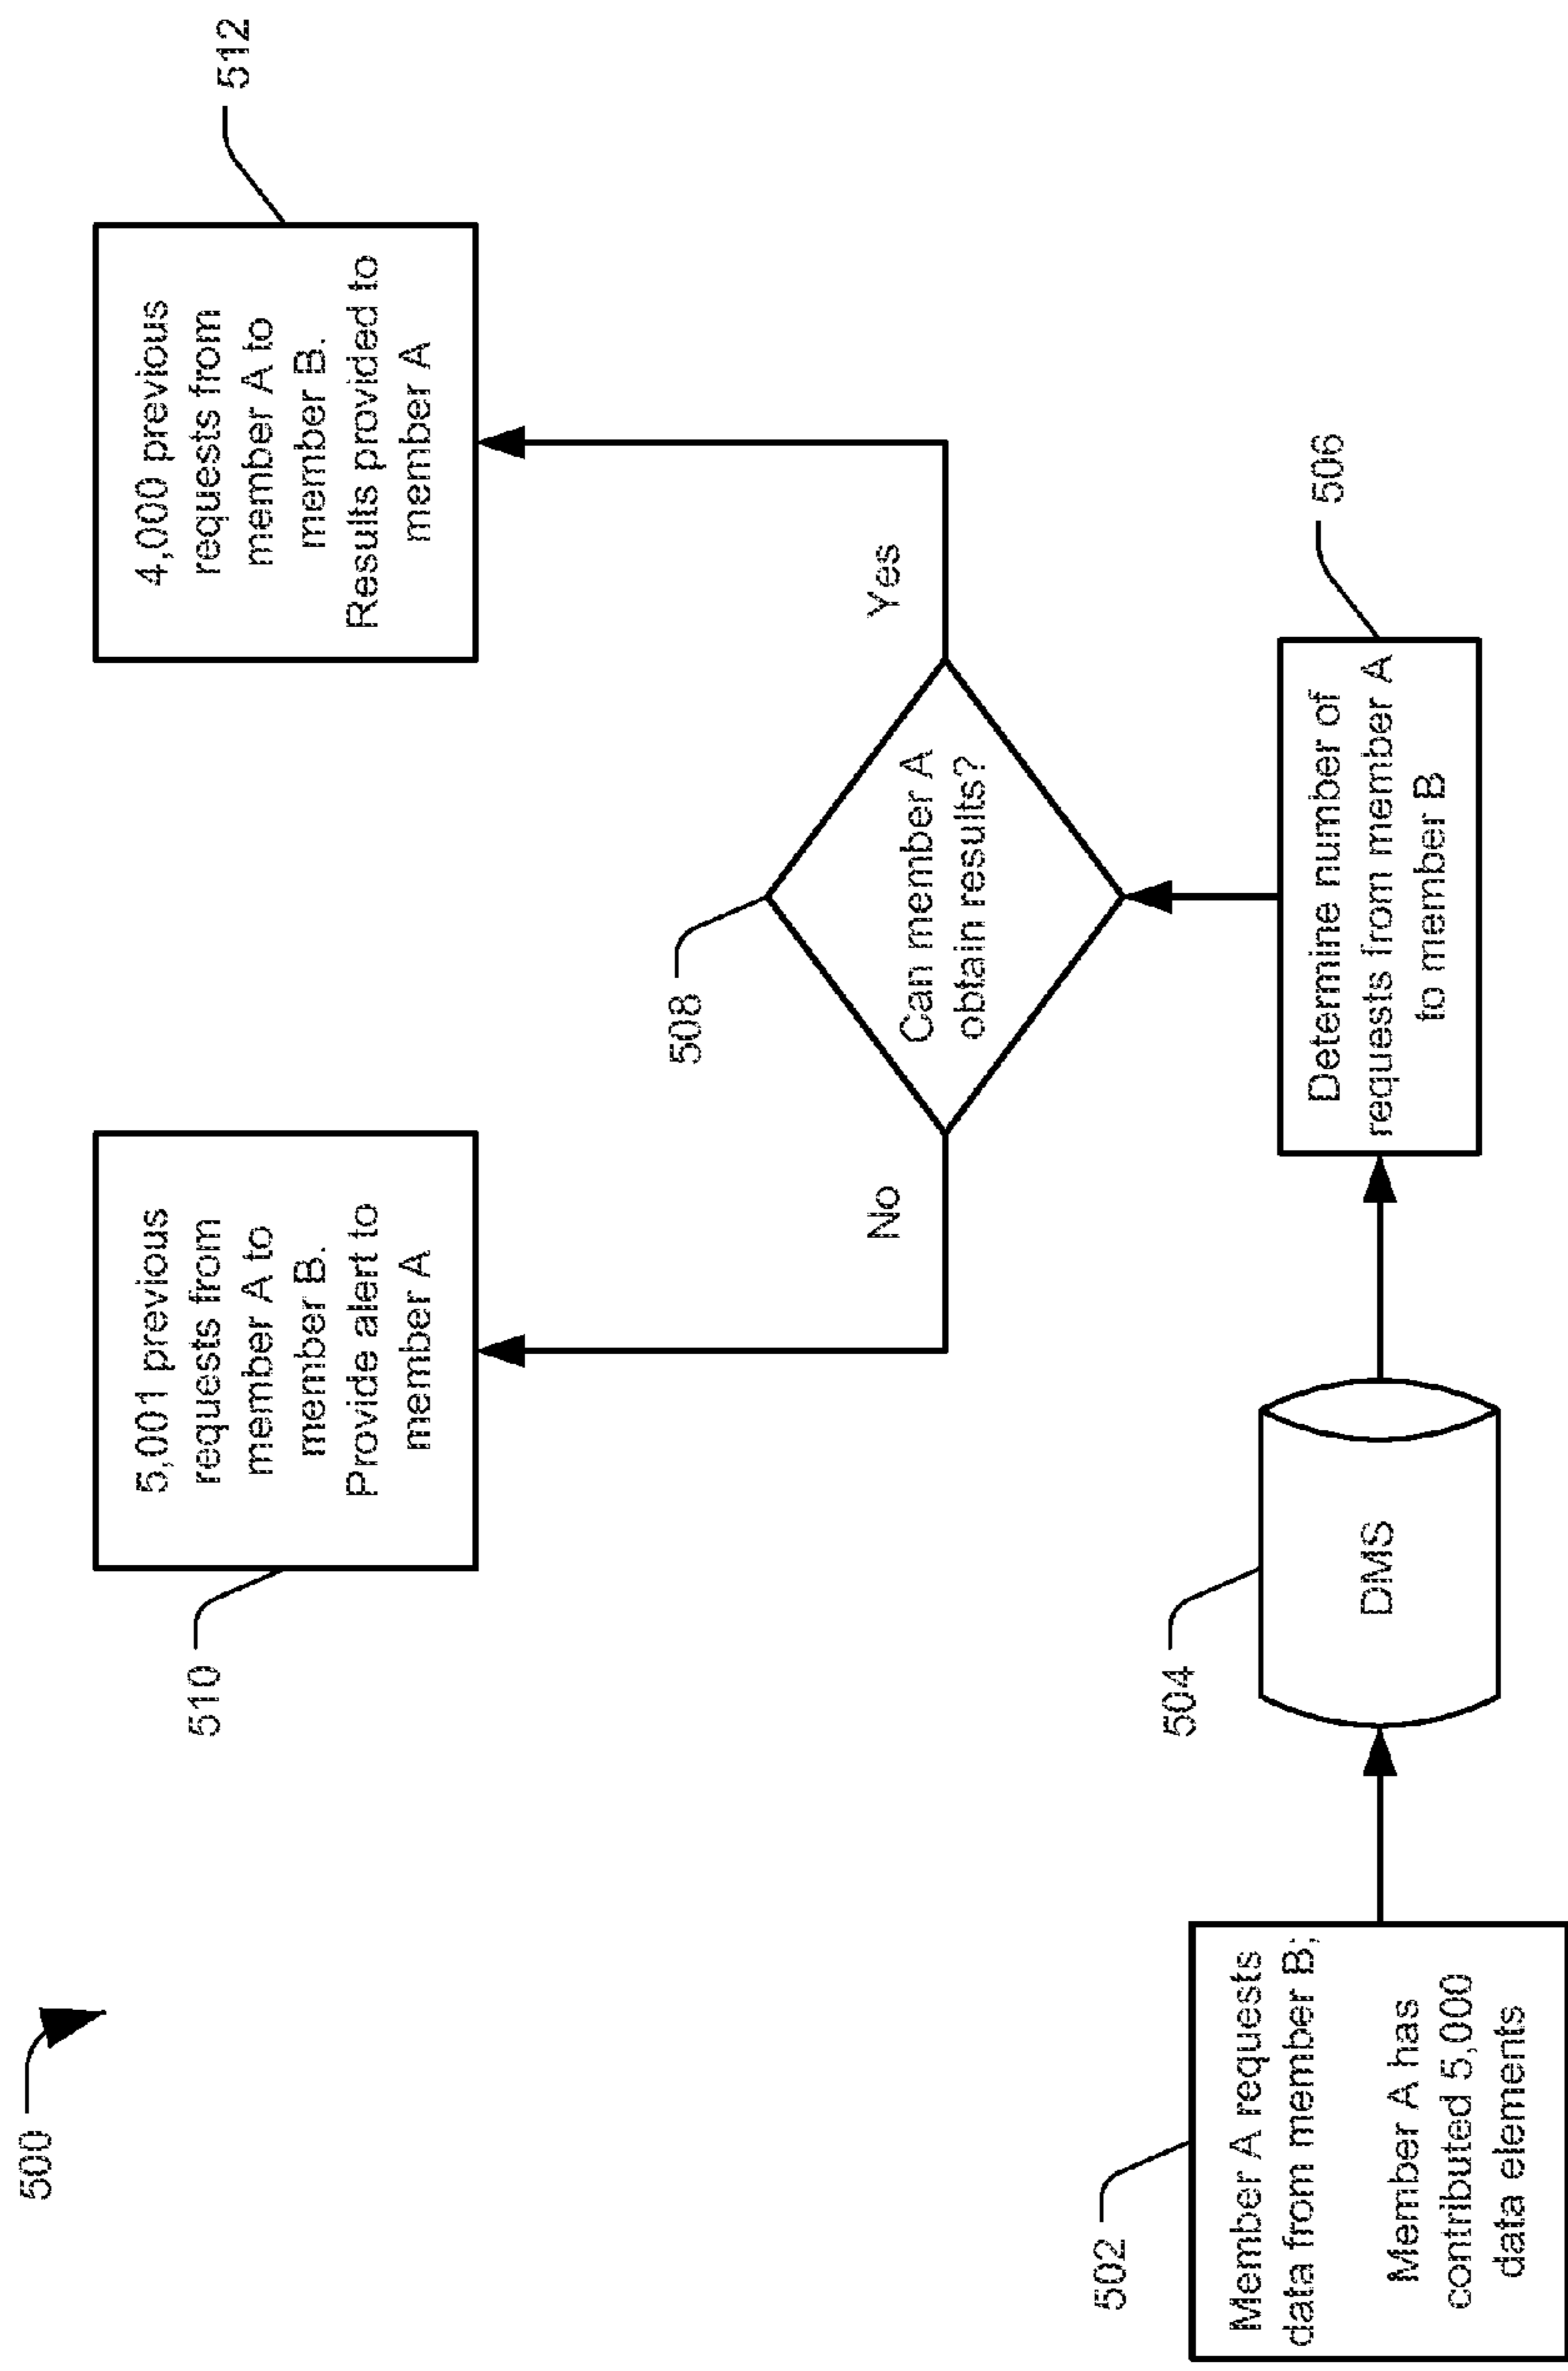 500
510
5,001 previous
requests from
member A to
member B.
Provide alert to
member A
512
4,000 previous
requests from
member A to
member B.
Results provided to
member A
No
Yes
508
Can member A
obtain results?
502
Member A requests
data from member B;
Member A has
contributed 5,000
data elements
504
DMS
506
Determine number of
requests from member A
to member B